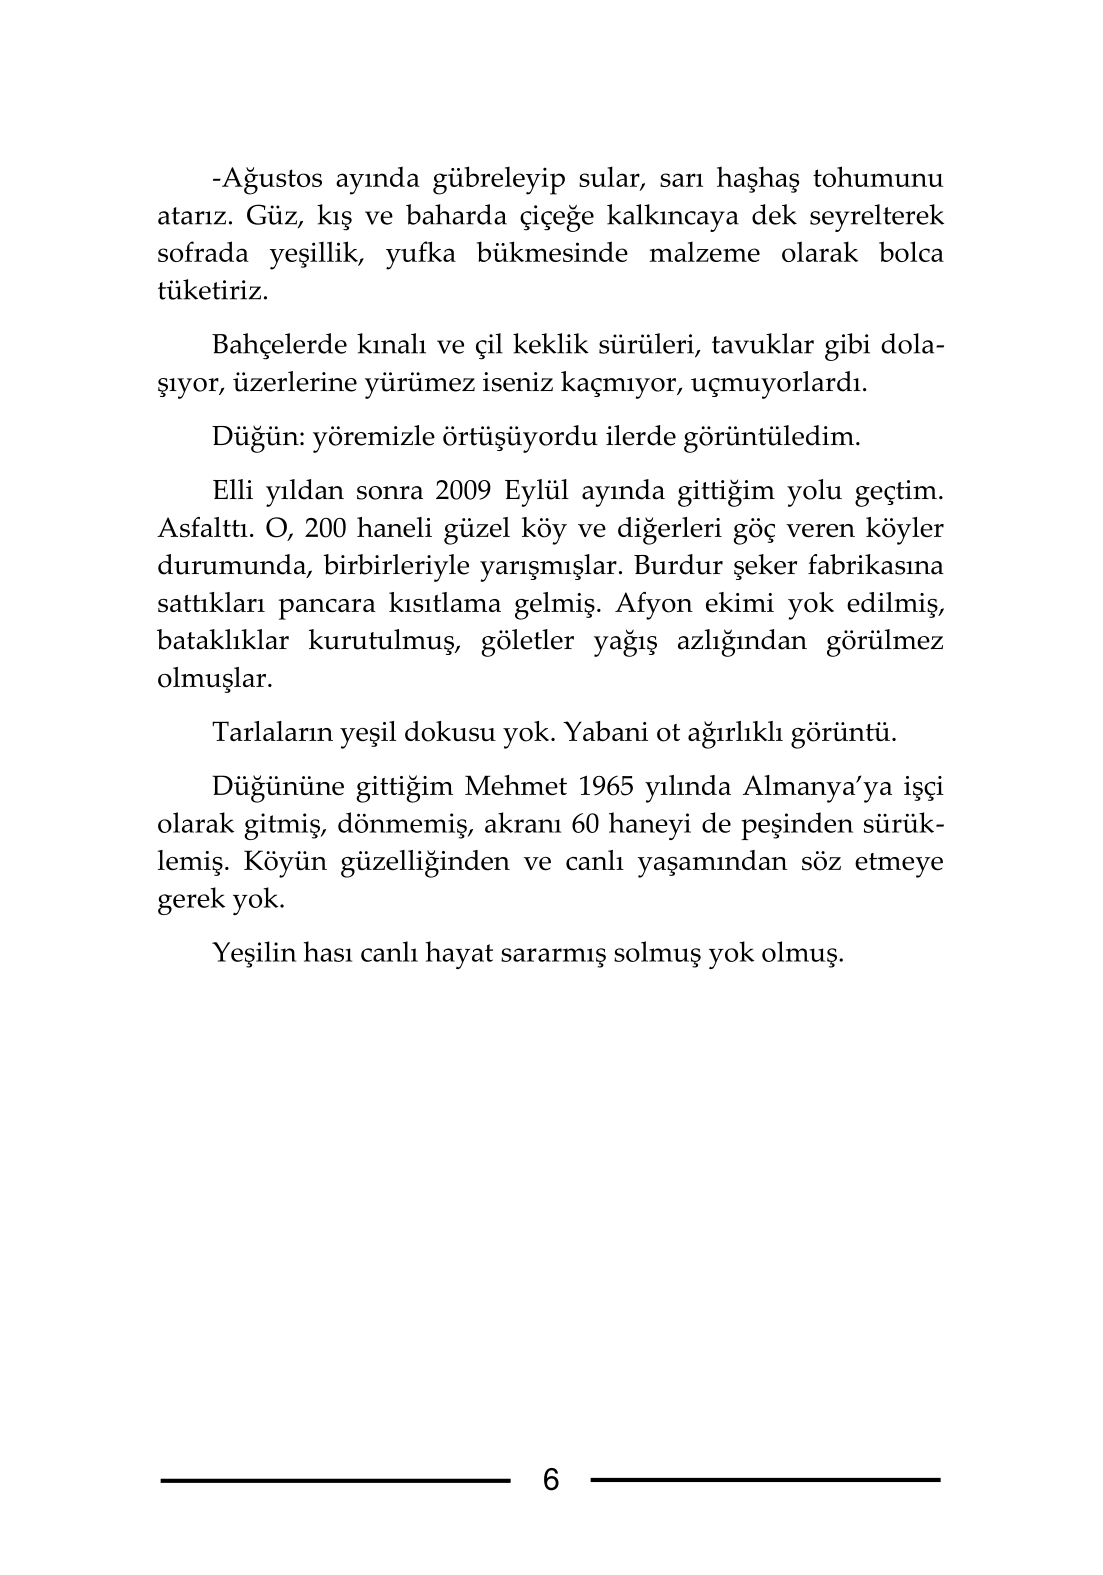 -Ağustos ayında gübreleyip sular, sarı haşhaş tohumunu
atarız. Güz, kış ve baharda çiçeğe kalkıncaya dek seyrelterek
sofrada yeşillik, yufka bükmesinde malzeme olarak bolca
tüketiriz.
Bahçelerde kınalı ve çil keklik sürüleri, tavuklar gibi dola-
şıyor, üzerlerine yürümez iseniz kaçmıyor, uçmuyorlardı.
Düğün: yöremizle örtüşüyordu ilerde görüntüledim.
Elli yıldan sonra 2009 Eylül ayında gittiğim yolu geçtim.
Asfalttı. O, 200 haneli güzel köy ve diğerleri göç veren köyler
durumunda, birbirleriyle yarışmışlar. Burdur şeker fabrikasına
sattıkları pancara kısıtlama gelmiş. Afyon ekimi yok edilmiş,
bataklıklar kurutulmuş, göletler yağış azlığından görülmez
olmuşlar.
Tarlaların yeşil dokusu yok. Yabani ot ağırlıklı görüntü.
Düğününe gittiğim Mehmet 1965 yılında Almanya’ya işçi
olarak gitmiş, dönmemiş, akranı 60 haneyi de peşinden sürük-
lemiş. Köyün güzelliğinden ve canlı yaşamından söz etmeye
gerek yok.
Yeşilin hası canlı hayat sararmış solmuş yok olmuş.
6